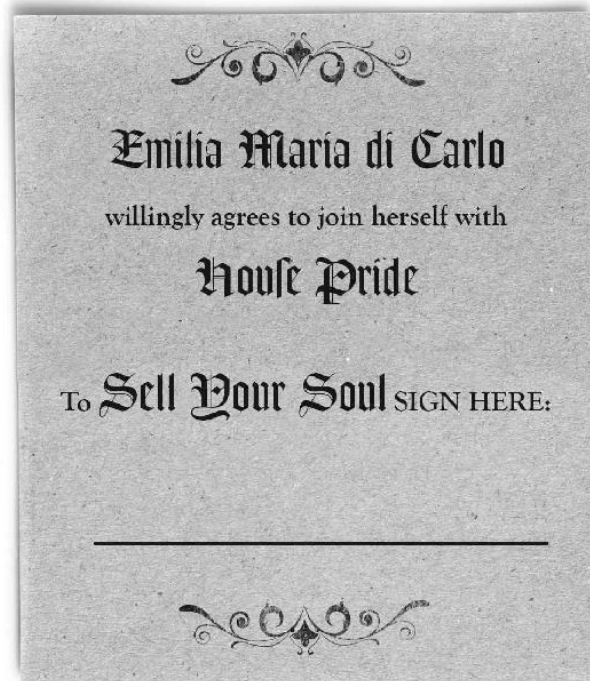 Emilia Maria di Carlo
willingly agrees to join herself with
Houſe Pride
To Sell Your Soul SIGN HERE: